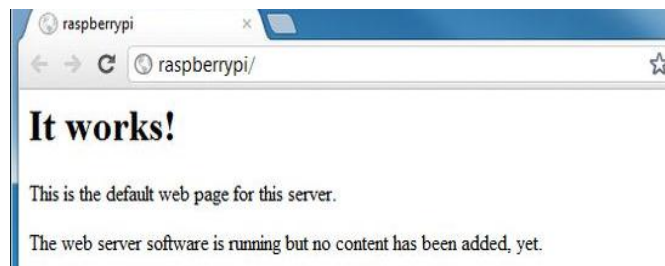 raspberrypi
raspberrypi/
It works!
This is the default web page for this server.
The web server software is running but no content has been added, yet.